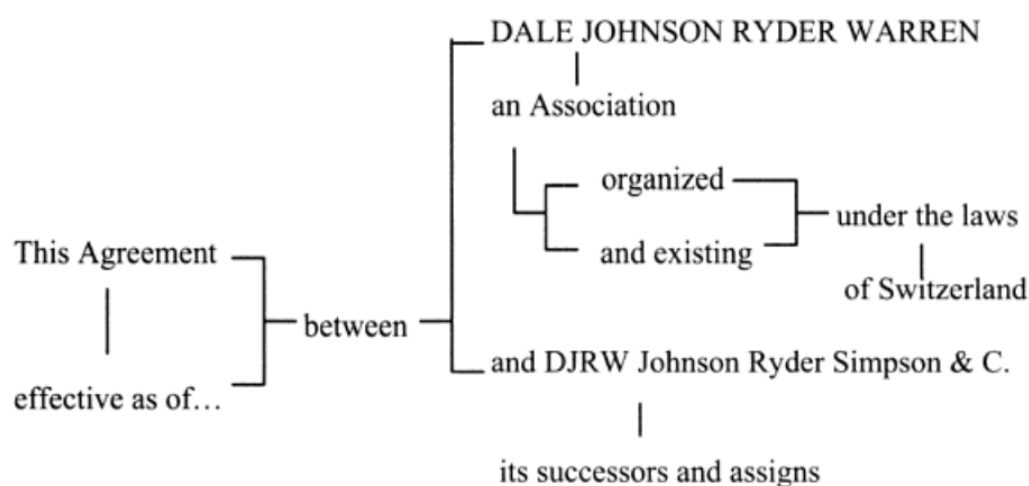 DALE JOHNSON RYDER WARREN
an Association
organized
under the laws
This Agreement
and existing
of Switzerland
between
and DJRW Johnson Ryder Simpson & C.
effective as of…
its successors and assigns